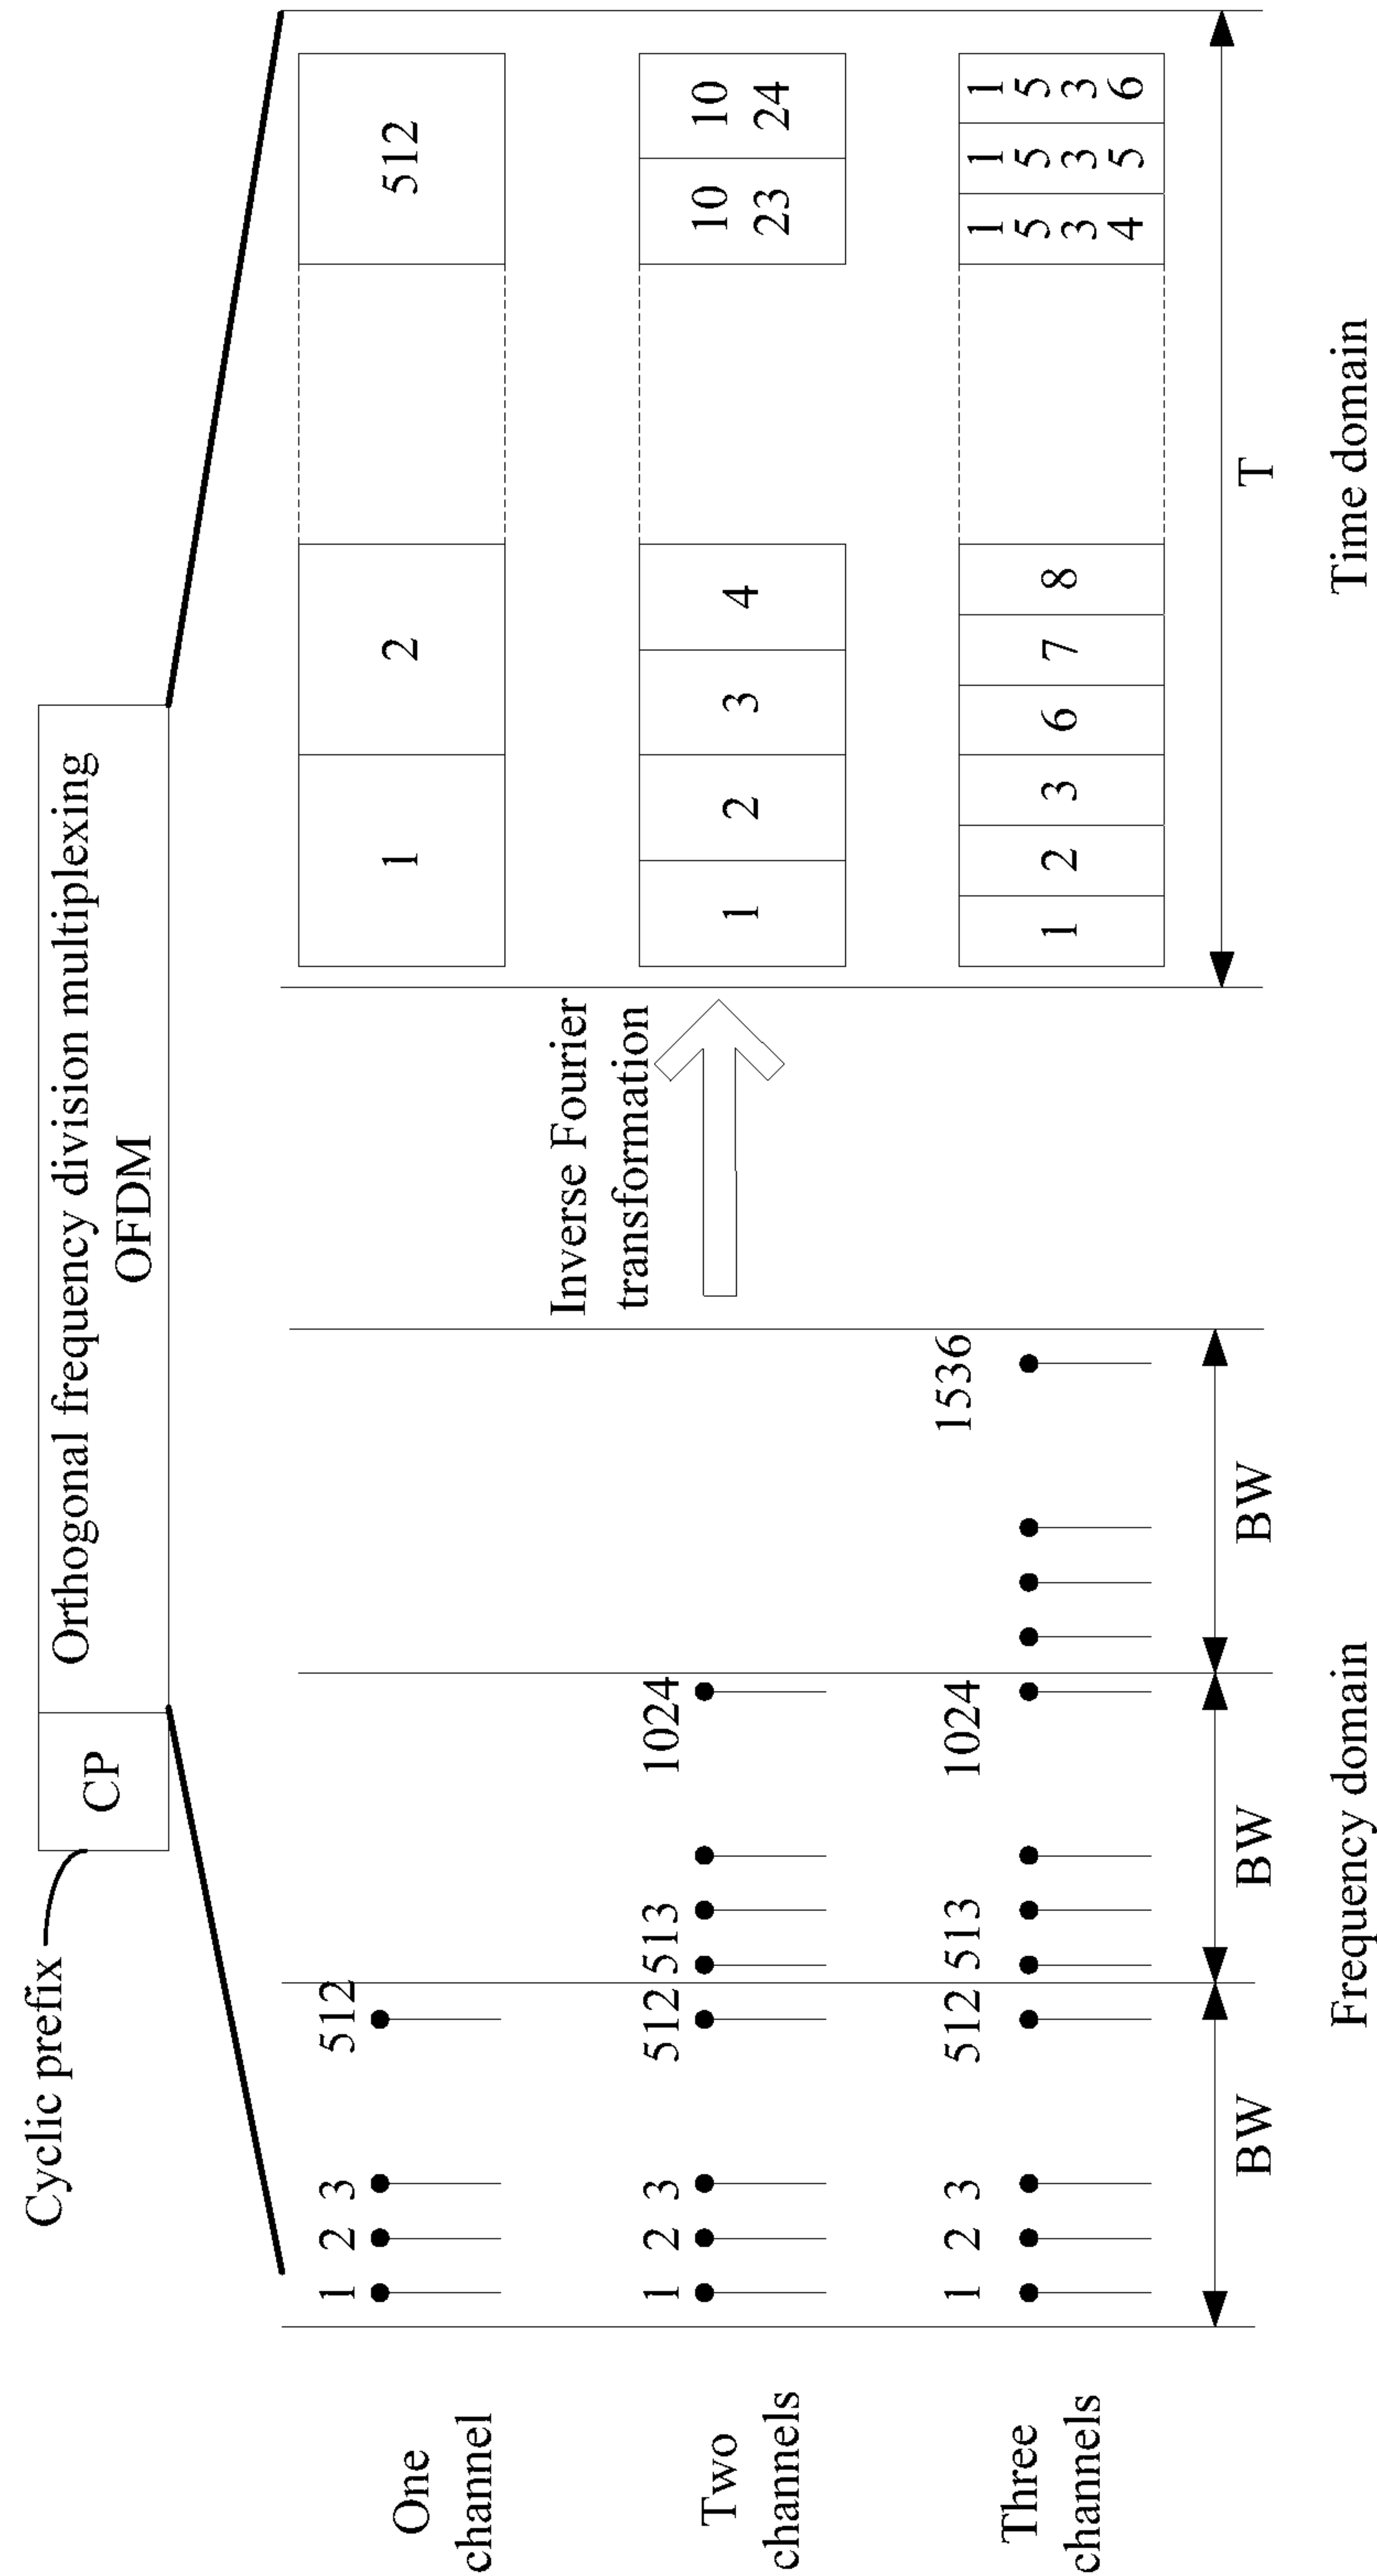 Cyclic prefix
CP
Orthogonal frequency division multiplexing
OFDM
One
channel
1 2 3 512
1 2 512
Two
channels
1 2 3 512 513 1024
Inverse Fourier
transformation
1 2 3 4 10
23 10
24
Three
channels
1 2 3 512 513 1024 1536
1 2 3 6 7 8 1
5
3
4 1
5
3
5 1
5
3
6
BW BW BW T
Frequency domain Time domain